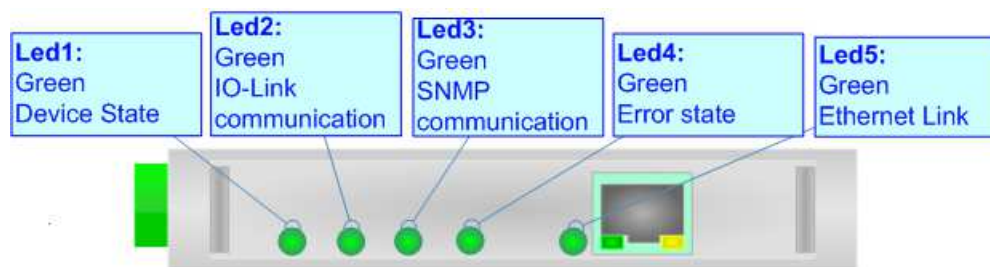 Led1:
Green
Device State
Led2:
Green
IO-Link
communication
Led3:
Green
SNMP
communication
Led4:
Green
Error state
Led5:
Green
Ethernet Link